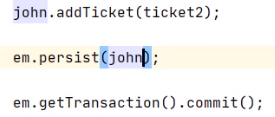 john.addTicket(ticket2);
em.persist(john);
em.getTransaction().commit();